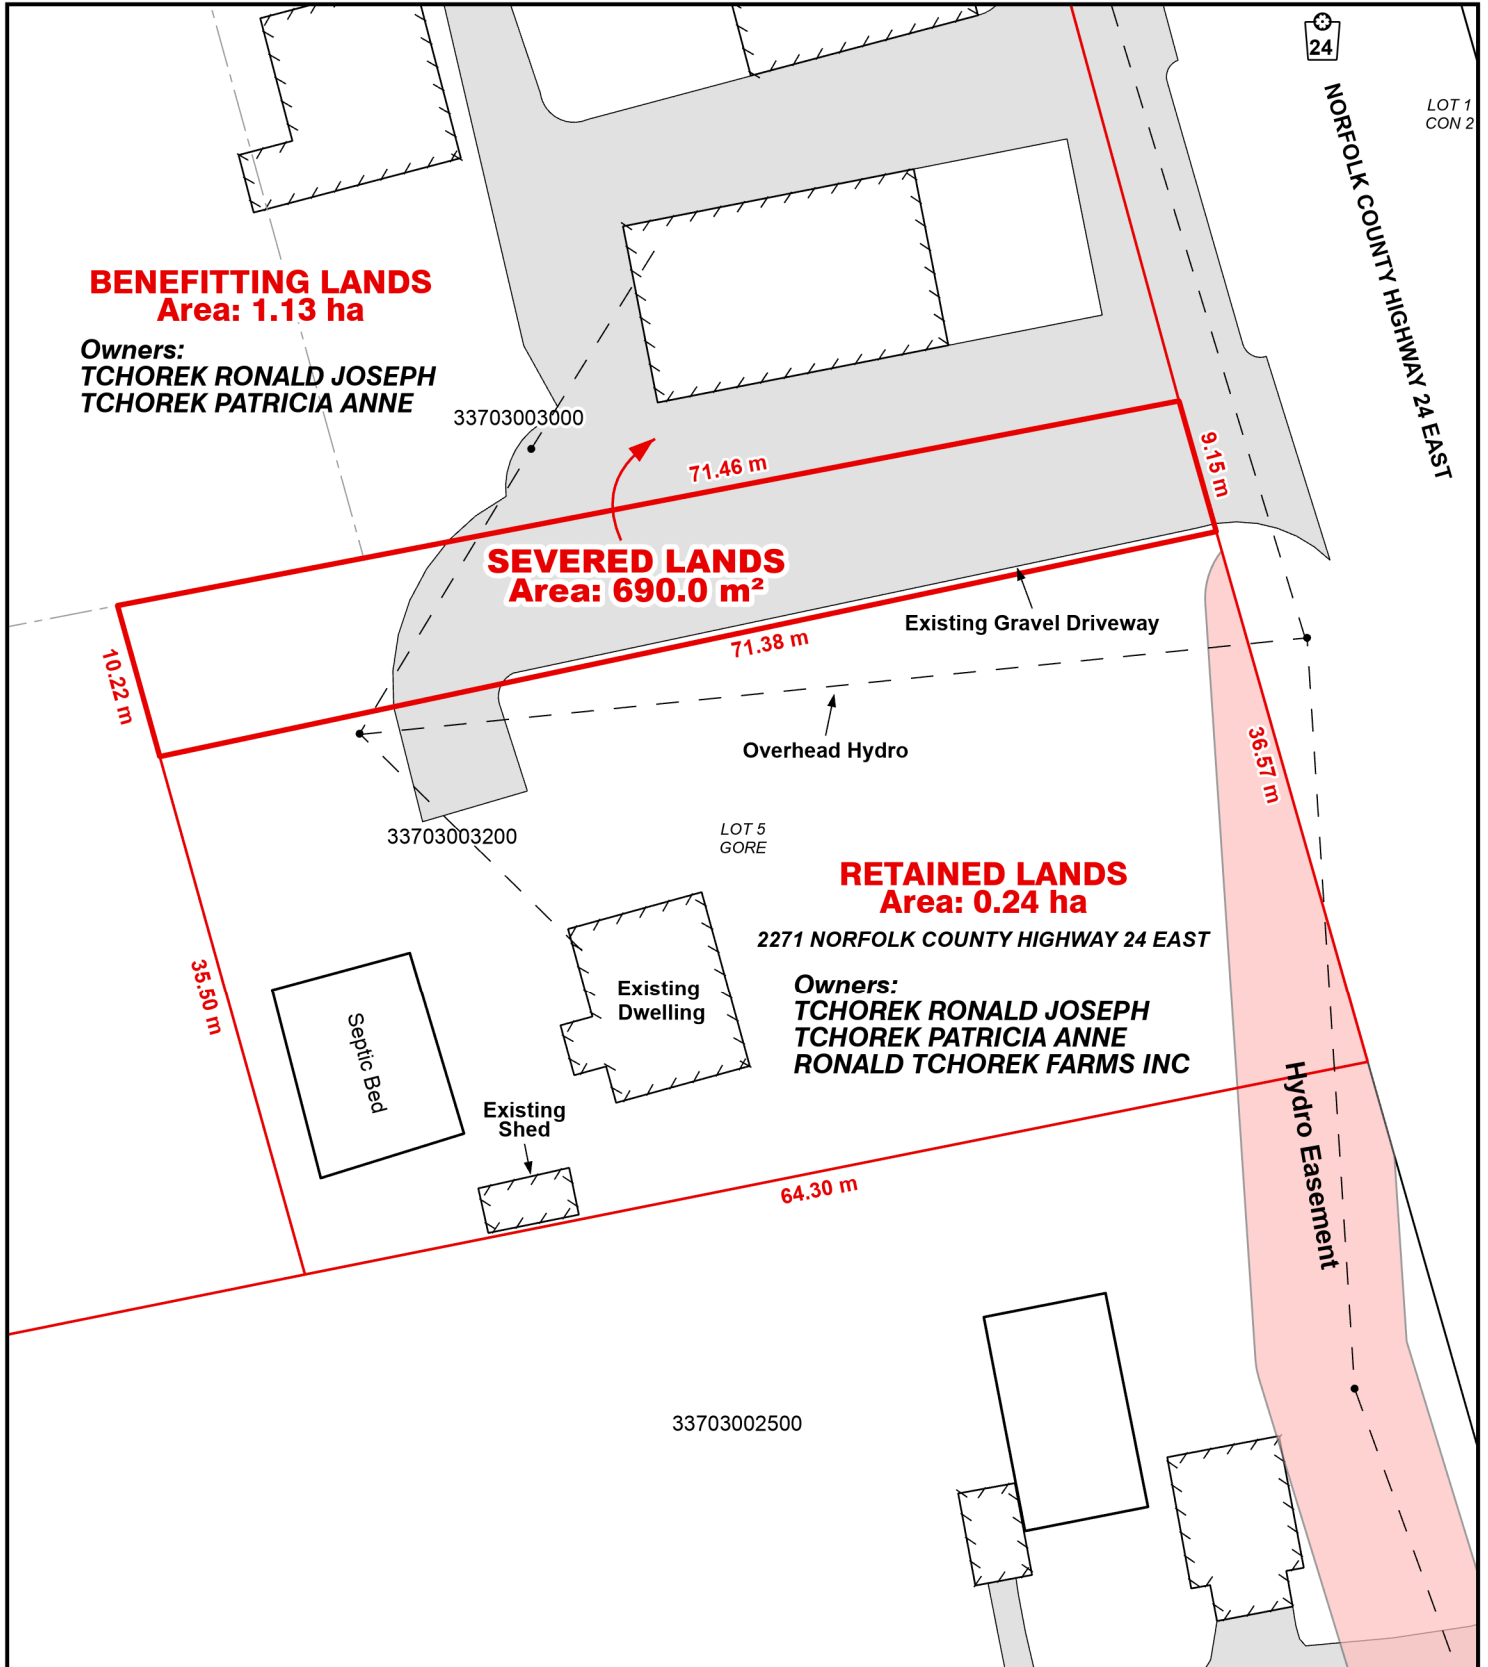 24
LOT 1
CON 2
NORFOLK COUNTY HIGHWAY 24 EAST
BENEFITTING LANDS
Area: 1.13 ha
Owners:
TCHOREK RONALD JOSEPH
TCHOREK PATRICIA ANNE
33703003000
71.46 m
9.15 m
SEVERED LANDS
Area: 690.0 m²
Existing Gravel Driveway
71.38 m
10.22 m
Overhead Hydro
36.57 m
33703003200
LOT 5
GORE
RETAINED LANDS
Area: 0.24 ha
2271 NORFOLK COUNTY HIGHWAY 24 EAST
Owners:
TCHOREK RONALD JOSEPH
TCHOREK PATRICIA ANNE
RONALD TCHOREK FARMS INC
35.50 m
Existing
Dwelling
Septic Bed
Existing
Shed
Hydro Easement
64.30 m
33703002500